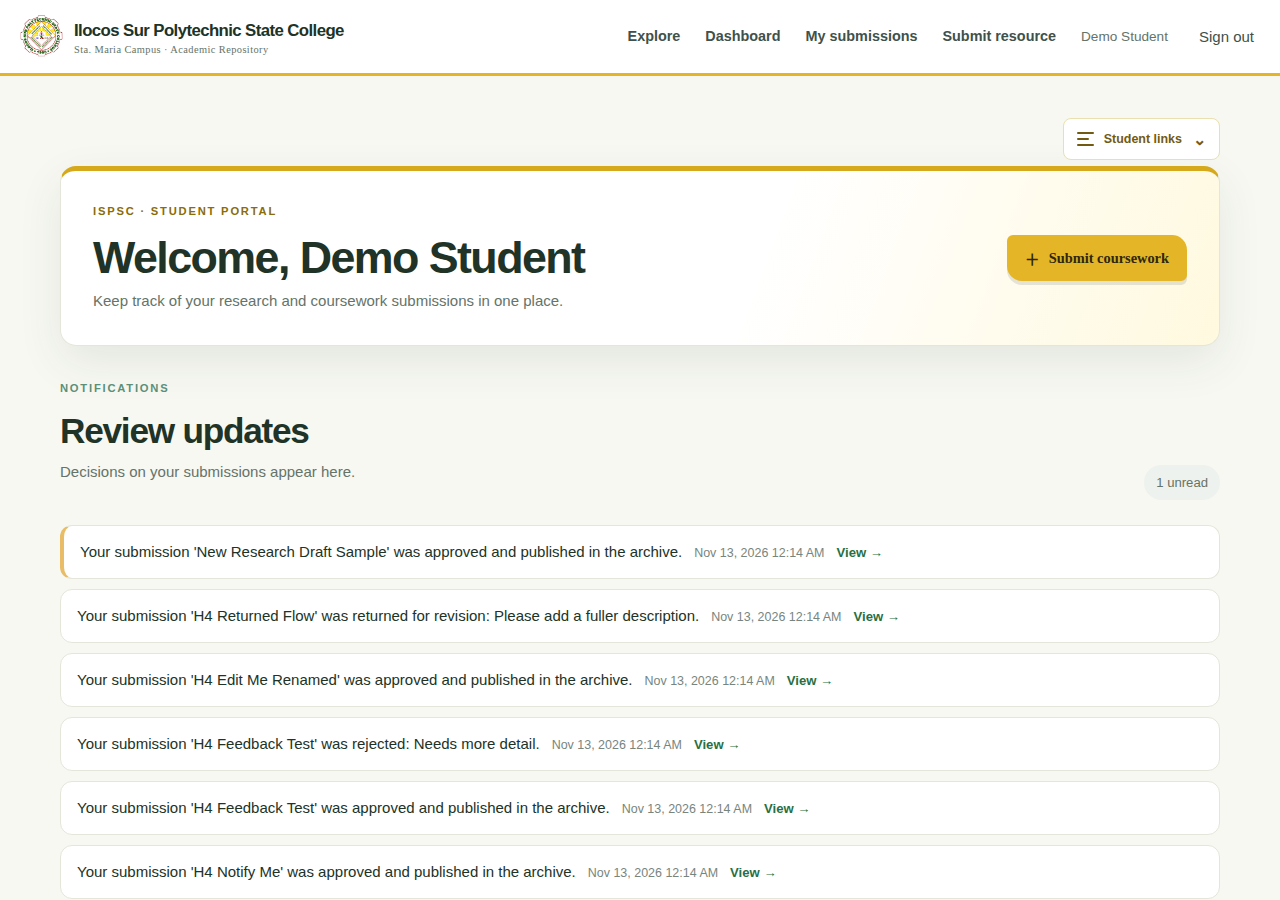 Ilocos Sur Polytechnic State College
Sta. Maria Campus · Academic Repository
Explore Dashboard My submissions Submit resource Demo Student Sign out
Student links
ISPSC · STUDENT PORTAL
Welcome, Demo Student
Keep track of your research and coursework submissions in one place.
+ Submit coursework
NOTIFICATIONS
Review updates
Decisions on your submissions appear here.
1 unread
Your submission 'New Research Draft Sample' was approved and published in the archive. Nov 13, 2026 12:14 AM View →
Your submission 'H4 Returned Flow' was returned for revision: Please add a fuller description. Nov 13, 2026 12:14 AM View →
Your submission 'H4 Edit Me Renamed' was approved and published in the archive. Nov 13, 2026 12:14 AM View →
Your submission 'H4 Feedback Test' was rejected: Needs more detail. Nov 13, 2026 12:14 AM View →
Your submission 'H4 Feedback Test' was approved and published in the archive. Nov 13, 2026 12:14 AM View →
Your submission 'H4 Notify Me' was approved and published in the archive. Nov 13, 2026 12:14 AM View →